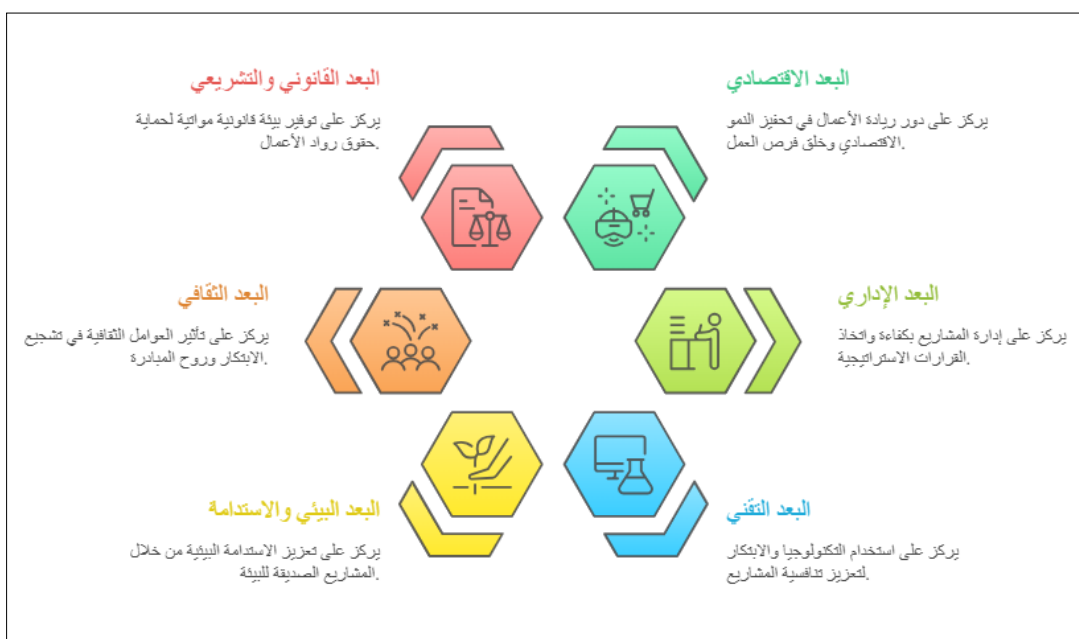 البعد الاقتصادي
يركز على دور ريادة الأعمال في تحفيز النمو
الاقتصادي وخلق فرص العمل.
البعد القانوني والتشريعي
يركز على توفير بيئة قانونية مواتية لحماية
حقوق رواد الأعمال.
البعد الإداري
يركز على إدارة المشاريع بكفاءة واتخاذ
القرارات الاستراتيجية.
البعد الثقافي
يركز على تأثير العوامل الثقافية في تشجيع
الابتكار وروح المبادرة.
البعد التقني
يركز على استخدام التكنولوجيا والابتكار
لتعزيز تنافسية المشاريع.
البعد البيئي والاستدامة
يركز على تعزيز الاستدامة البيئية من خلال
المشاريع الصديقة للبيئة.